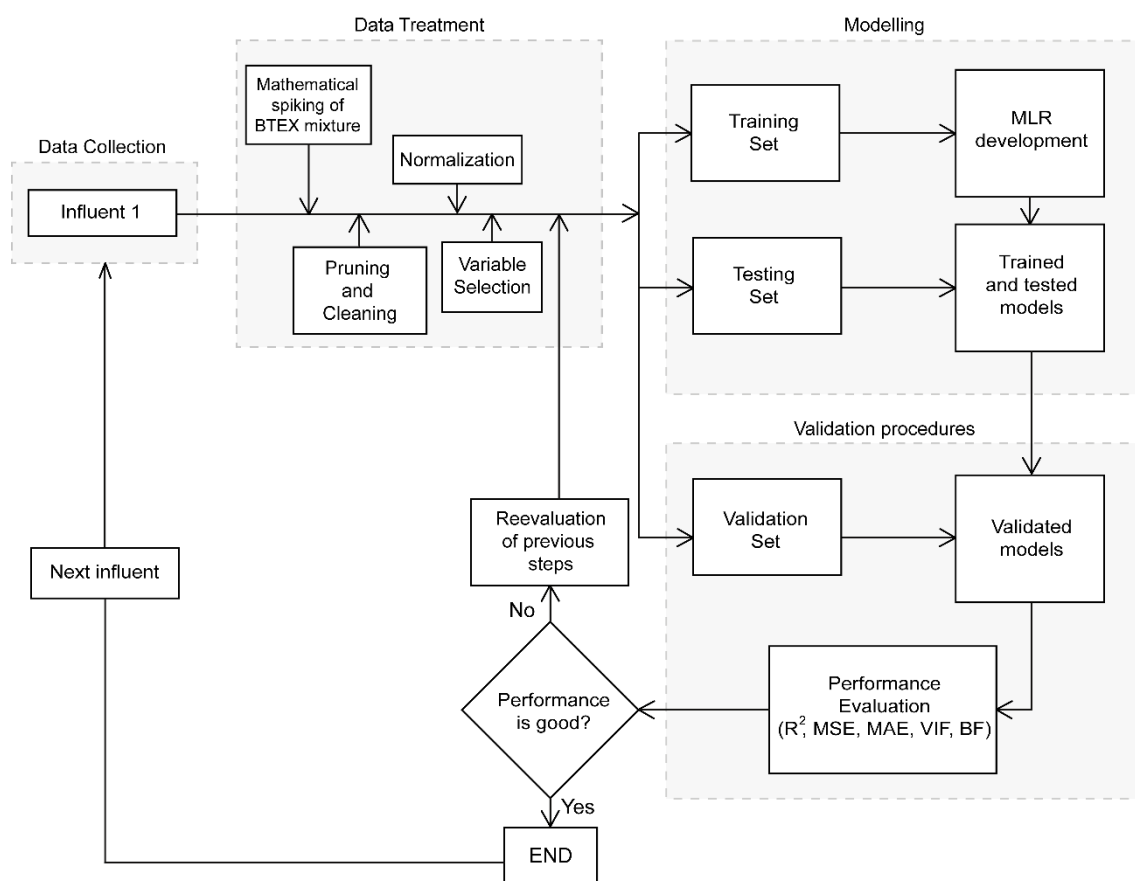 Data Treatment
Modelling
Mathematical
spiking of
BTEX mixture
Normalization
Data Collection
Influent 1
Pruning
and
Cleaning
Variable
Selection
Training
Set
MLR
development
Testing
Set
Trained
and tested
models
Validation procedures
Validation
Set
Validated
models
Reevaluation
of previous
steps
Next influent
No
Performance
is good?
Performance
Evaluation
(R², MSE, MAE, VIF, BF)
Yes
END